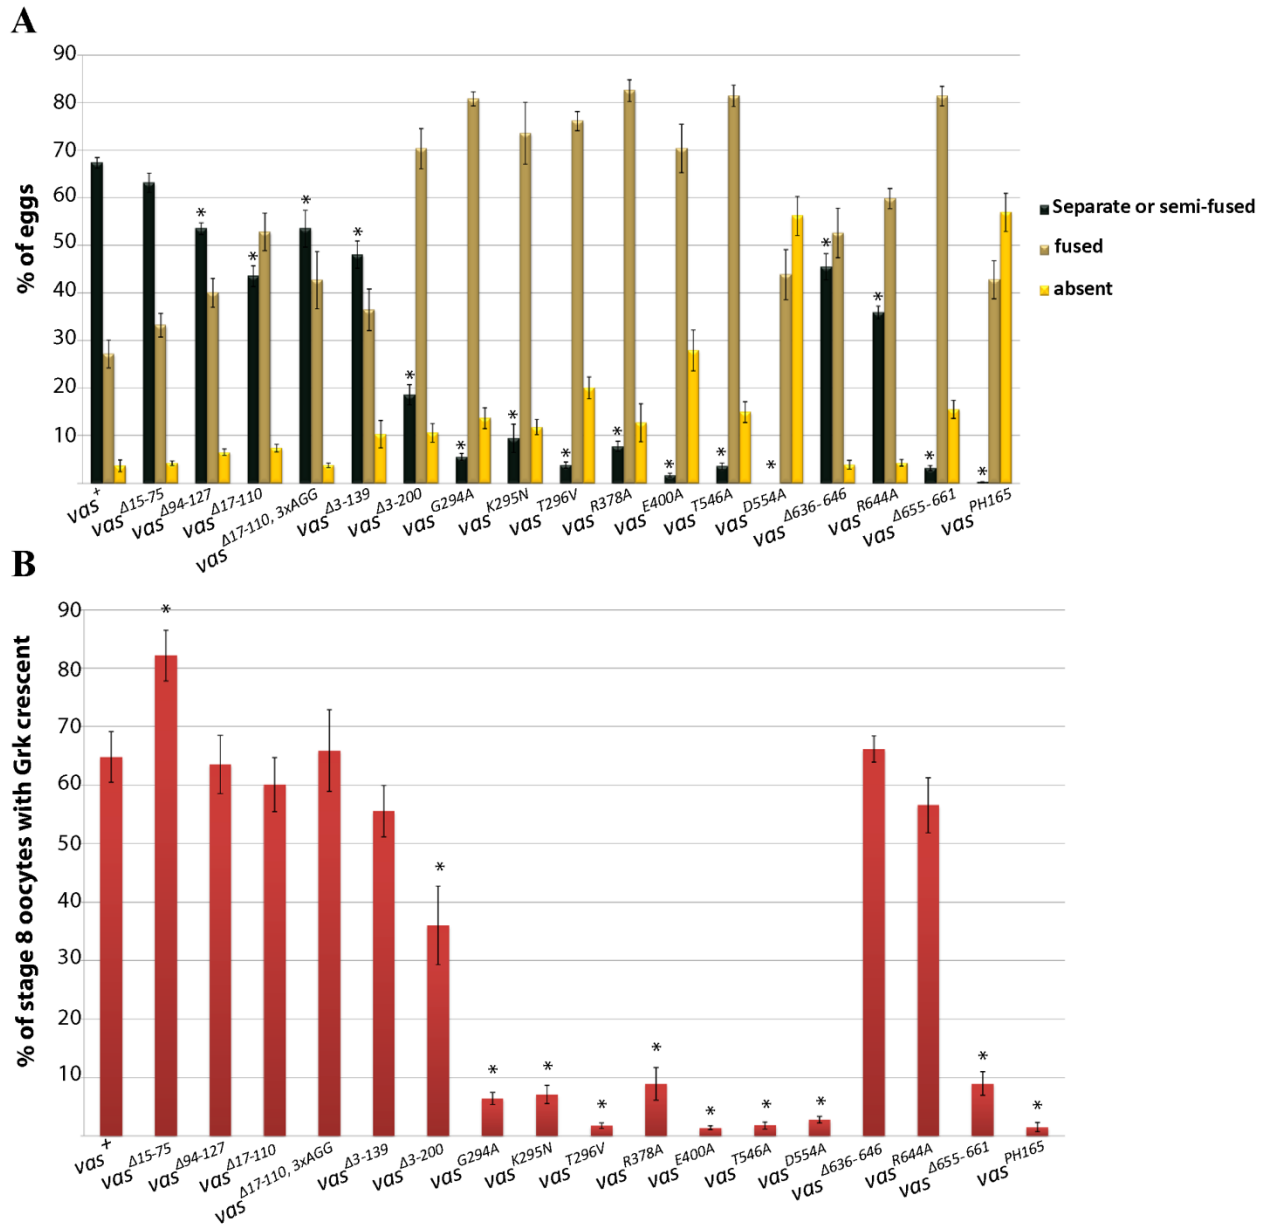 A
90
80
70
60
50
40
30
20
10
% of eggs
Separate or semi-fused
fused
absent
* * * * * * * * * * * * * * * *
vas+
vasΔ15-75
vasΔ94-127
vasΔ17-110
vasΔ17-110, 3xAGG
vasΔ3-139
vasΔ3-200
vasG294A
vasK295N
vasT296V
vasR378A
vasE400A
vasT546A
vasD554A
vasΔ636-646
vasR644A
vasΔ655-661
vasPH165
B
90
80
70
60
50
40
30
20
10
% of stage 8 oocytes with Grk crescent
* * * * * * * * * * *
vas+
vasΔ15-75
vasΔ94-127
vasΔ17-110
vasΔ17-110, 3xAGG
vasΔ3-139
vasΔ3-200
vasG294A
vasK295N
vasT296V
vasR378A
vasE400A
vasT546A
vasD554A
vasΔ636-646
vasR644A
vasΔ655-661
vasPH165